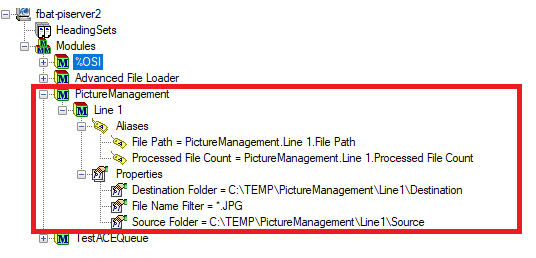 fbat-piserver2
HeadingSets
Modules
%OSI
Advanced File Loader
PictureManagement
Line 1
Aliases
File Path = PictureManagement.Line 1.File Path
Processed File Count = PictureManagement.Line 1.Processed File Count
Properties
Destination Folder = C:\TEMP\PictureManagement\Line1\Destination
File Name Filter = *.JPG
Source Folder = C:\TEMP\PictureManagement\Line1\Source
TestACEQueue